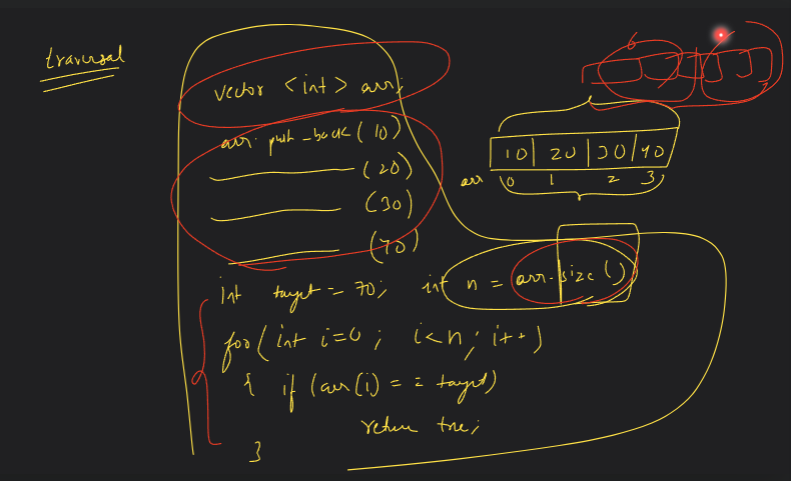 traversal
vector <int> arr;
arr. push_back (10)
(20)
(30)
(40)
6
10 | 20 | 30 | 40
arr 0 1 2 3
int target = 70; int n = arr.size()
for (int i=0; i<n; i++)
{ if (arr(i) == target)
return true;
}